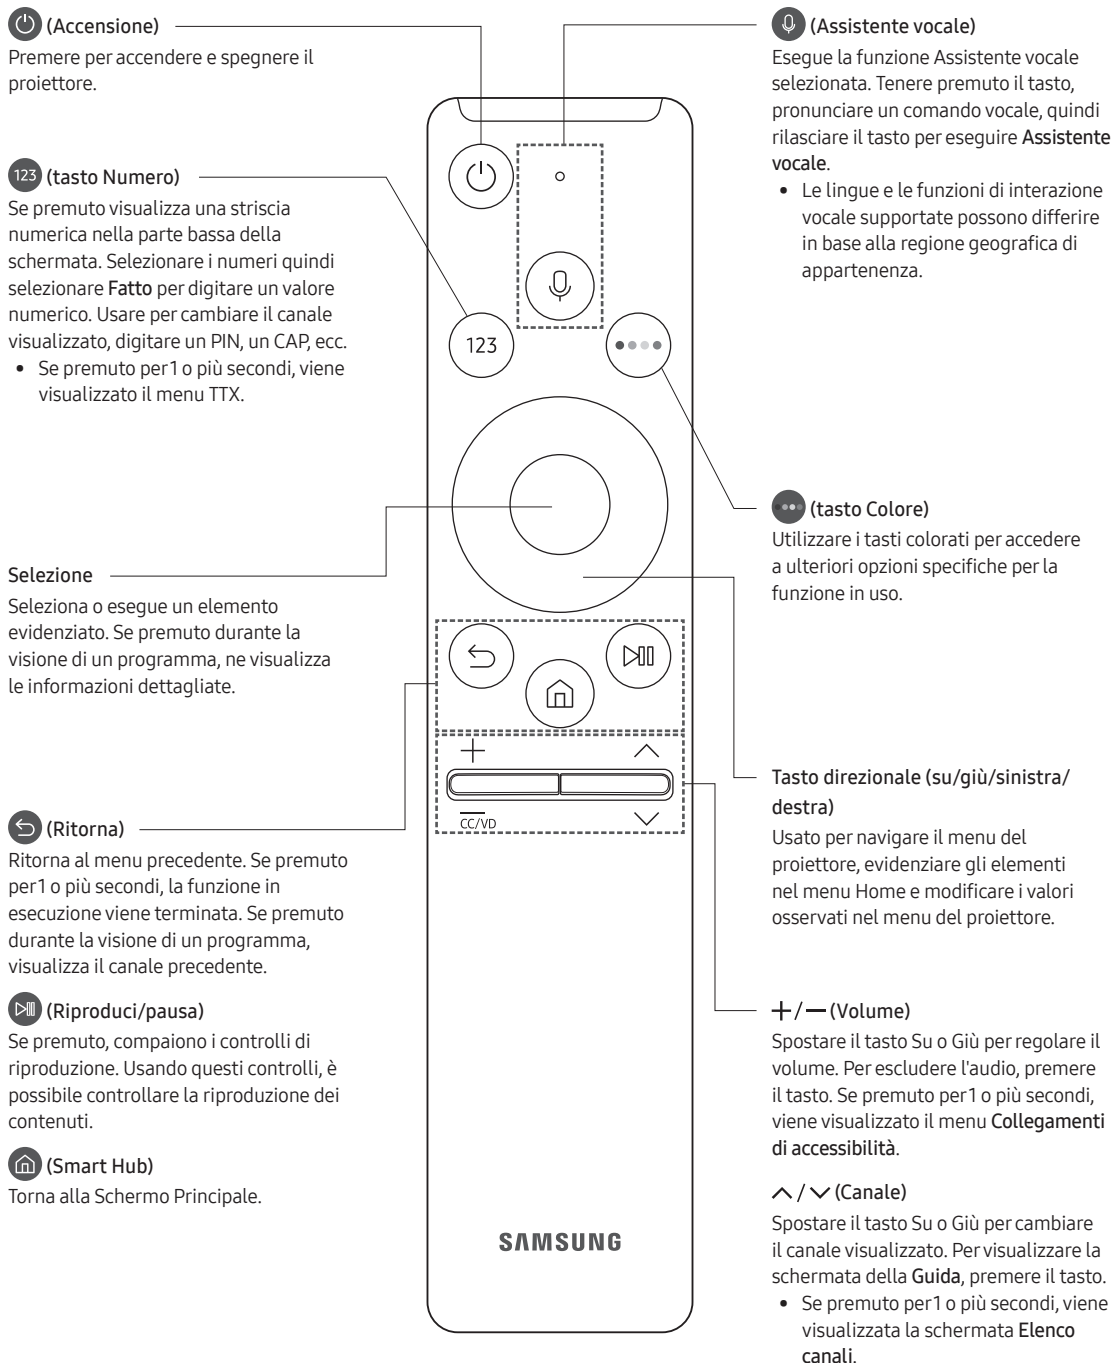 (Accensione)
Premere per accendere e spegnere il
proiettore.
123 (tasto Numero)
Se premuto visualizza una striscia
numerica nella parte bassa della
schermata. Selezionare i numeri quindi
selezionare Fatto per digitare un valore
numerico. Usare per cambiare il canale
visualizzato, digitare un PIN, un CAP, ecc.
• Se premuto per 1 o più secondi, viene
visualizzato il menu TTX.
Selezione
Seleziona o esegue un elemento
evidenziato. Se premuto durante la
visione di un programma, ne visualizza
le informazioni dettagliate.
(Ritorna)
Ritorna al menu precedente. Se premuto
per 1 o più secondi, la funzione in
esecuzione viene terminata. Se premuto
durante la visione di un programma,
visualizza il canale precedente.
(Riproduci/pausa)
Se premuto, compaiono i controlli di
riproduzione. Usando questi controlli, è
possibile controllare la riproduzione dei
contenuti.
(Smart Hub)
Torna alla Schermo Principale.
123
CC/VD
SAMSUNG
(Assistente vocale)
Esegue la funzione Assistente vocale
selezionata. Tenere premuto il tasto,
pronunciare un comando vocale, quindi
rilasciare il tasto per eseguire Assistente
vocale.
• Le lingue e le funzioni di interazione
vocale supportate possono differire
in base alla regione geografica di
appartenenza.
(tasto Colore)
Utilizzare i tasti colorati per accedere
a ulteriori opzioni specifiche per la
funzione in uso.
Tasto direzionale (su/giù/sinistra/
destra)
Usato per navigare il menu del
proiettore, evidenziare gli elementi
nel menu Home e modificare i valori
osservati nel menu del proiettore.
+/− (Volume)
Spostare il tasto Su o Giù per regolare il
volume. Per escludere l'audio, premere
il tasto. Se premuto per 1 o più secondi,
viene visualizzato il menu Collegamenti
di accessibilità.
/ (Canale)
Spostare il tasto Su o Giù per cambiare
il canale visualizzato. Per visualizzare la
schermata della Guida, premere il tasto.
• Se premuto per 1 o più secondi, viene
visualizzata la schermata Elenco
canali.